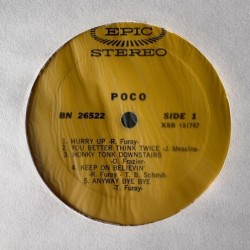 EPIC
STEREO
POCO
BN 26522
SIDE 1
XSB 151797
1. HURRY UP -R. Furay-
2. YOU BETTER THINK TWICE -J. Messina-
3. HONKY TONK DOWNSTAIRS
-D. Frazier-
4. KEEP ON BELIEVIN'
-R. Furay - T. B. Schmit-
5. ANYWAY BYE BYE
-R. Furay-